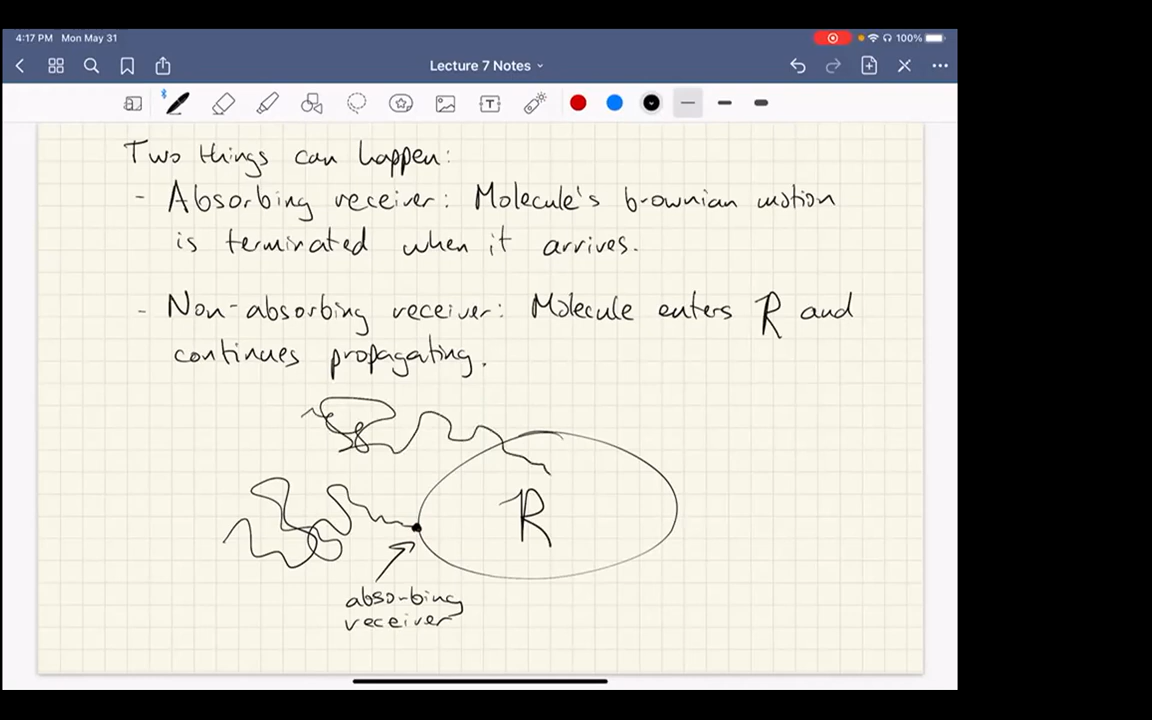 4:17 PM Mon May 31
100%
Lecture 7 Notes
T
Two things can happen:
- Absorbing receiver: Molecule's brownian motion
is terminated when it arrives.
- Non-absorbing receiver: Molecule enters R and
continues propagating.
R
absorbing
receiver